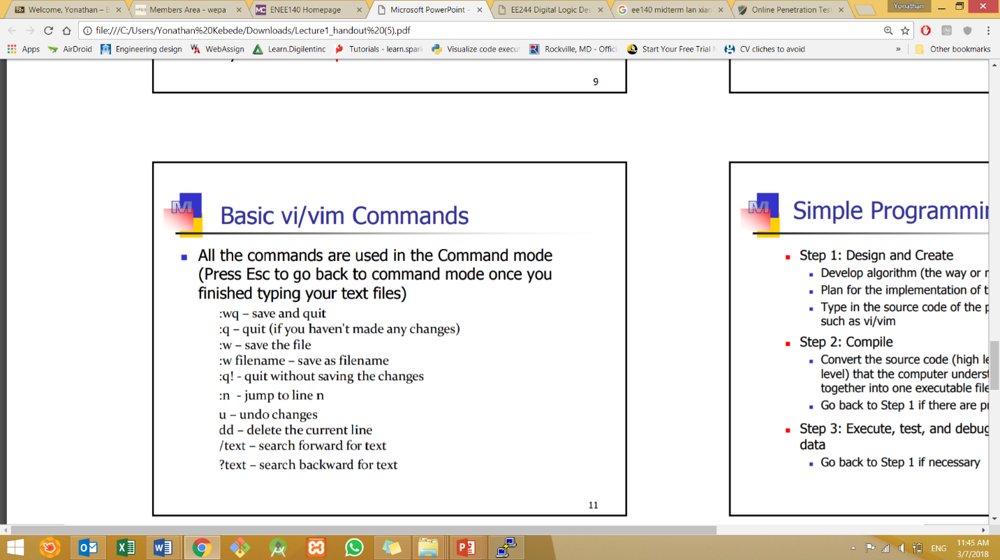 Welcome, Yonathan – B
Members Area - wepa
ENEE140 Homepage
Microsoft PowerPoint -
EE244 Digital Logic Des
ee140 midterm lan xian
Online Penetration Test
Yonathan
file:///C:/Users/Yonathan%20Kebede/Downloads/Lecture1_handout%20(5).pdf
Apps
AirDroid
Engineering design
WebAssign
Learn.Digilentinc
Tutorials - learn.spark
Visualize code execut
Rockville, MD - Offici
Start Your Free Trial
CV cliches to avoid
»
Other bookmarks
9
Basic vi/vim Commands
All the commands are used in the Command mode
(Press Esc to go back to command mode once you
finished typing your text files)
:wq – save and quit
:q – quit (if you haven't made any changes)
:w – save the file
:w filename – save as filename
:q! - quit without saving the changes
:n - jump to line n
u – undo changes
dd – delete the current line
/text – search forward for text
?text – search backward for text
11
Simple Programmin
Step 1: Design and Create
Develop algorithm (the way or
Plan for the implementation of t
Type in the source code of the p
such as vi/vim
Step 2: Compile
Convert the source code (high le
level) that the computer underst
together into one executable file
Go back to Step 1 if there are pr
Step 3: Execute, test, and debug
data
Go back to Step 1 if necessary
ENG
11:45 AM
3/7/2018